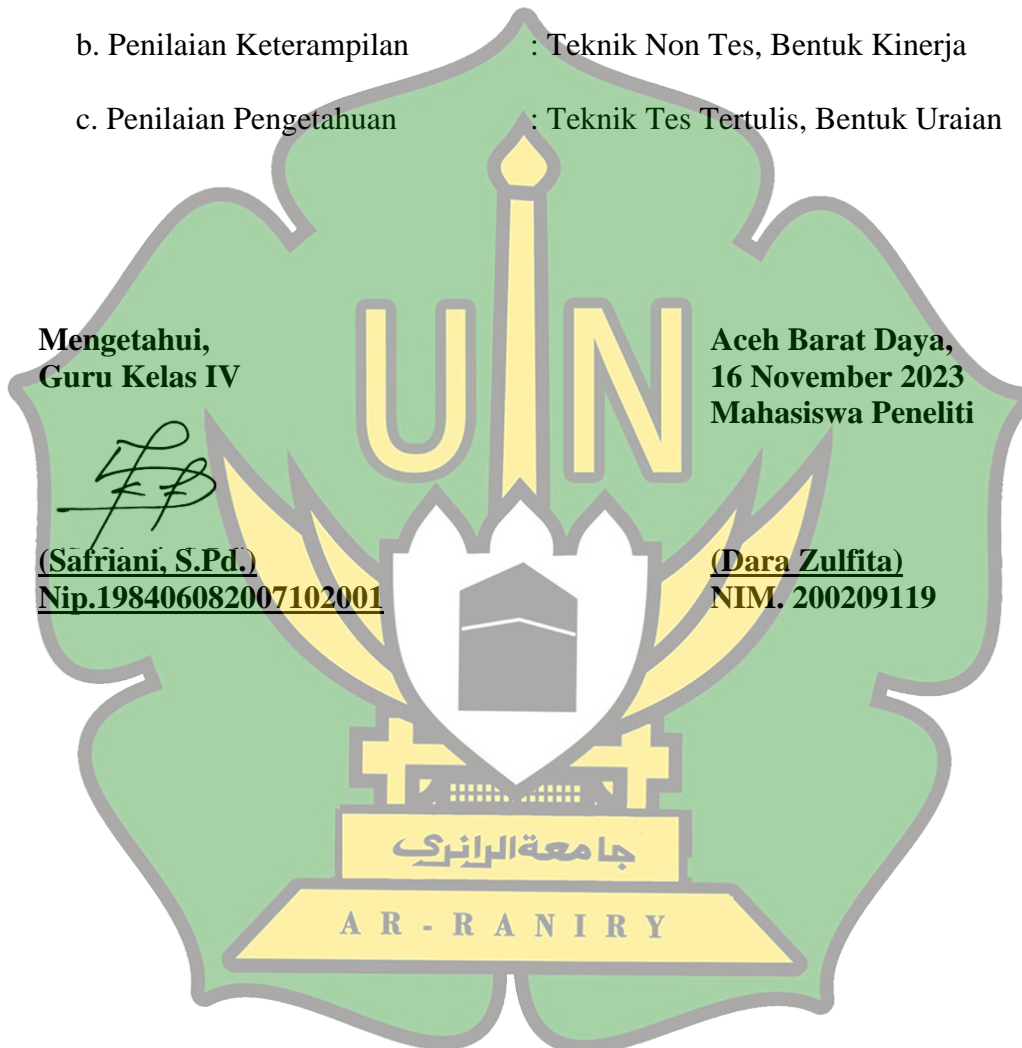 b. Penilaian Keterampilan : Teknik Non Tes, Bentuk Kinerja
c. Penilaian Pengetahuan : Teknik Tes Tertulis, Bentuk Uraian
Mengetahui,
Guru Kelas IV
Aceh Barat Daya,
16 November 2023
Mahasiswa Peneliti
(Safriani, S.Pd.)
Nip.198406082007102001
(Dara Zulfita)
NIM. 200209119
UIN
جامعة الرانري
AR-RANIRY